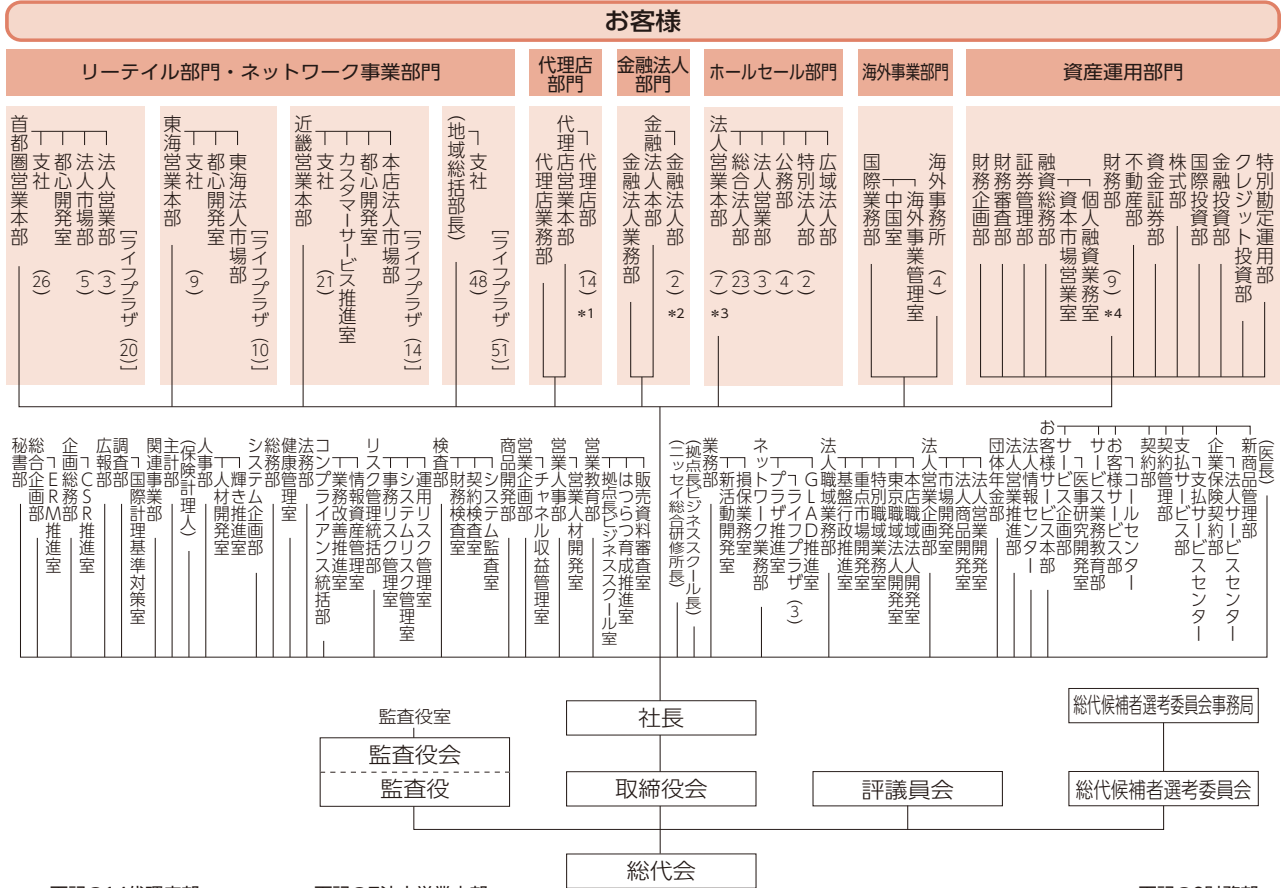 お客様
リーテイル部門・ネットワーク事業部門
代理店
部門
金融法人
部門
ホールセール部門
海外事業部門
資産運用部門
首都圏営業本部
支社 (26)
都心開発室
法人市場部 (5)
法人営業部 (3)
[ライフプラザ (20)]
東海営業本部
支社 (9)
都心開発室
東海法人市場部
[ライフプラザ (10)]
近畿営業本部
支社 (21)
カスタマーサービス推進室
都心開発室
本店法人市場部
[ライフプラザ (14)]
(地域総括部長)
支社 (48)
[ライフプラザ (51)]
代理店業務部
代理店営業本部
代理店部 (14) *1
金融法人業務部
金融法人本部
金融法人部 (2) *2
法人営業本部 (7) *3
総合法人部 (23)
法人営業部 (3)
公務部 (4)
特別法人部
広域法人部 (2)
国際業務部
中国室
海外事業管理室
海外事務所 (4)
財務企画部
財務審査部
証券管理部
融資総務部
資本市場営業室
個人融資業務室
財務部 (9) *4
不動産部
資金証券部
株式部
国際投資部
金融投資部
クレジット投資部
特別勘定運用部
秘書部
総合企画部
ERM推進室
企画総務部
CSR推進室
広報部
調査部
国際計理基準対策室
関連事業部
主計部
(保険計理人)
人事部
人材開発室
輝き推進室
システム企画部
総務部
健康管理室
法務部
コンプライアンス統括部
業務改善推進室
情報資産管理室
リスク管理統括部
事務リスク管理室
システムリスク管理室
運用リスク管理室
検査部
財務検査室
契約検査室
システム監査室
商品開発部
営業企画部
チャネル収益管理室
営業人事部
営業人材開発室
営業教育部
拠点長ビジネススクール室
はつらつ育成推進室
販売資料審査室
(ニッセイ総合研修所長)
(拠点長ビジネススクール長)
業務部
新活動開発室
損保業務室
ネットワーク業務部
プラザ推進室
ライフプラザ (3)
GLAD推進室
法人職域業務部
基盤行政推進室
重点市場開発室
特別職域業務室
東京職域法人開発室
本店職域法人開発室
法人営業企画部
市場開発室
法人商品開発室
法人営業開発室
団体年金部
法人営業推進部
法人情報センター
お客様サービス本部
サービス企画部
医事研究開発室
サービス業務教育部
お客様サービス部
コールセンター
契約部
契約管理部
支払サービス部
支払サービスセンター
企業保険契約部
法人サービスセンター
新商品管理部
(医長)
監査役室
監査役会
監査役
社長
取締役会
評議員会
総代候補者選考委員会事務局
総代候補者選考委員会
総代会